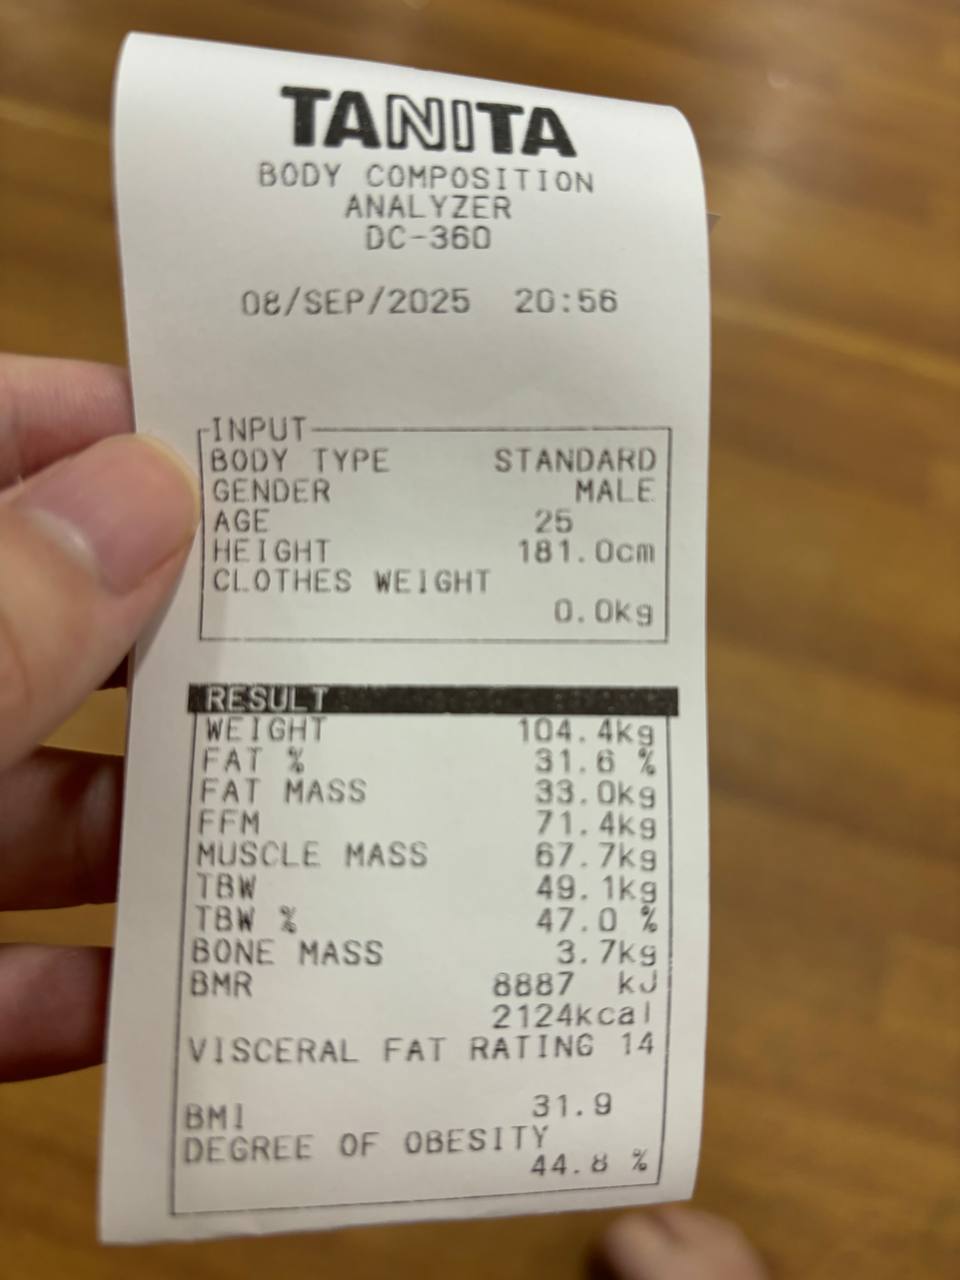 TANITA
BODY COMPOSITION
ANALYZER
DC-360
08/SEP/2025 20:56
INPUT
BODY TYPE STANDARD
GENDER MALE
AGE 25
HEIGHT 181.0cm
CLOTHES WEIGHT
0.0kg
RESULT
WEIGHT 104.4kg
FAT % 31.6 %
FAT MASS 33.0kg
FFM 71.4kg
MUSCLE MASS 67.7kg
TBW 49.1kg
TBW % 47.0 %
BONE MASS 3.7kg
BMR 8887 kJ
2124kcal
VISCERAL FAT RATING 14
BMI 31.9
DEGREE OF OBESITY
44.8 %